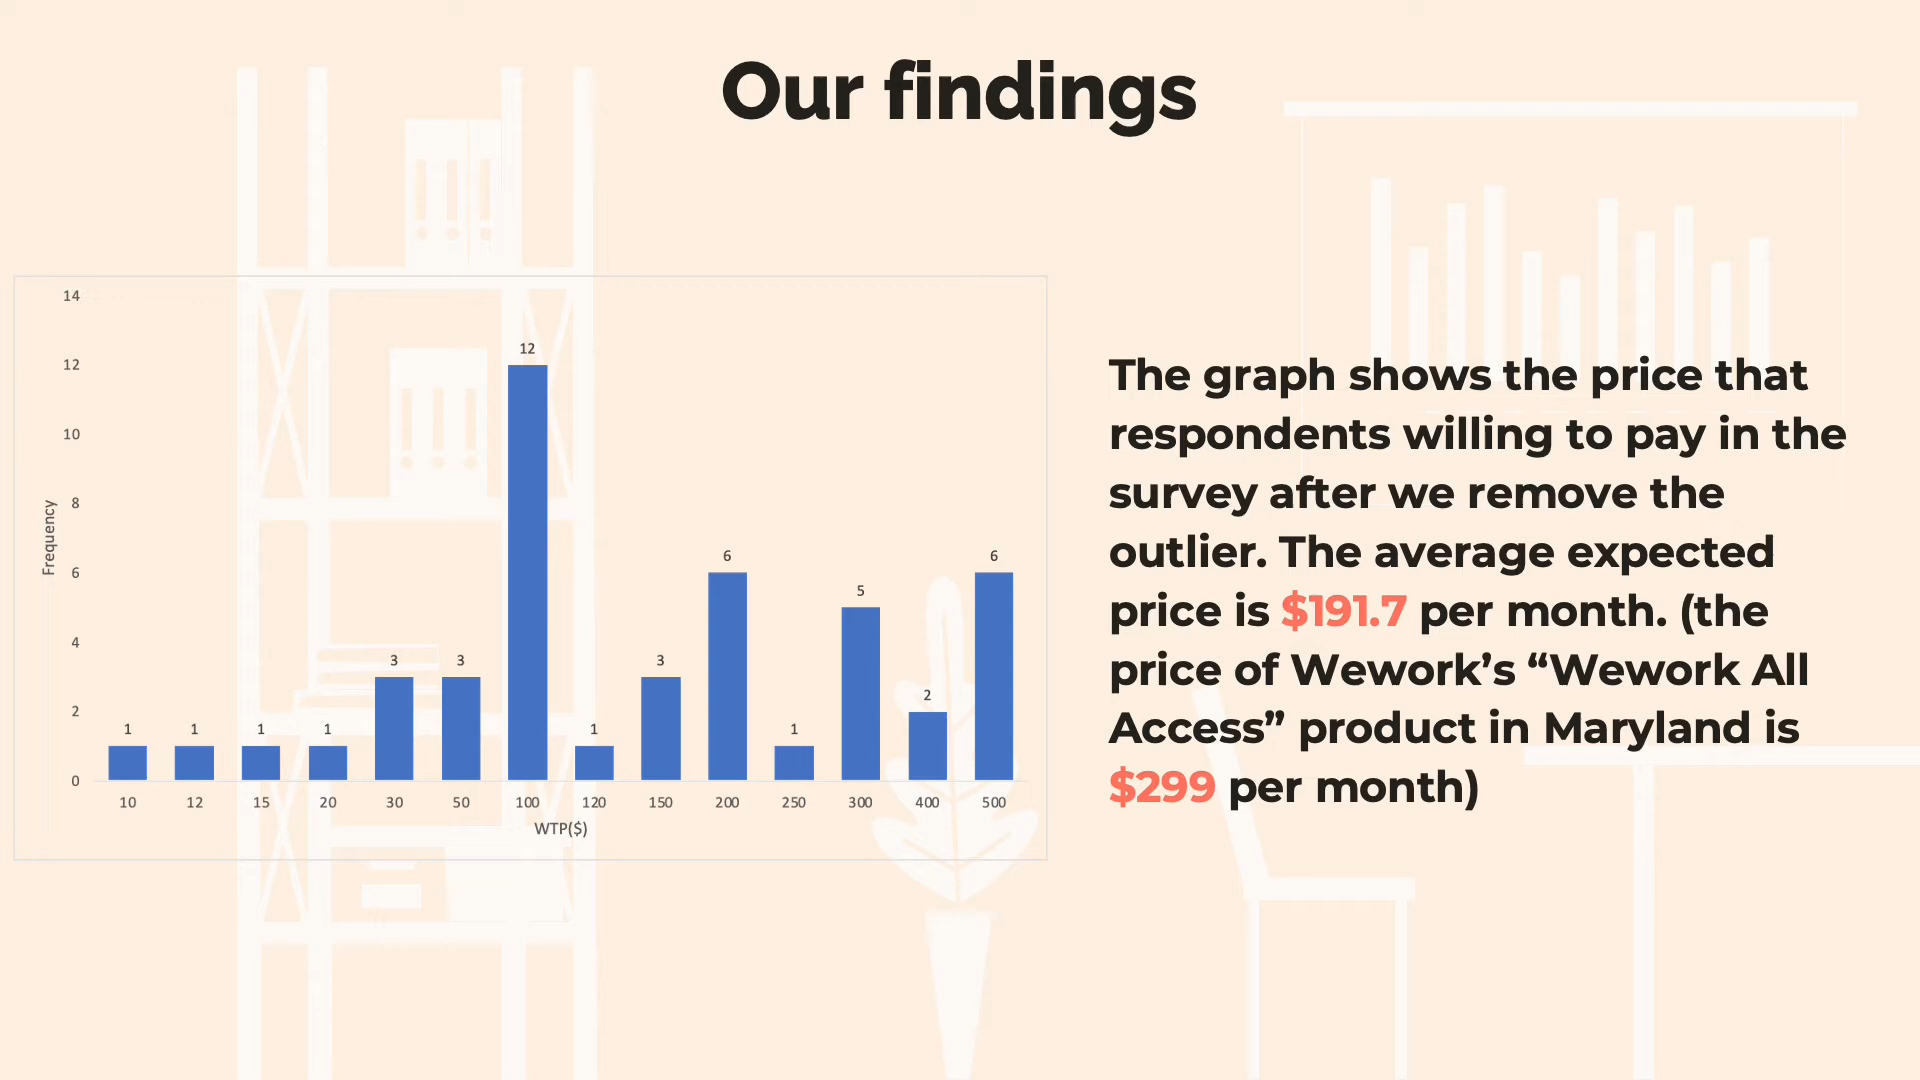 Our findings
14
12
10
8
6
4
2
0
Frequency
1
1
1
1
3
3
12
1
3
6
1
5
2
6
10 12 15 20 30 50 100 120 150 200 250 300 400 500
WTP($)
The graph shows the price that
respondents willing to pay in the
survey after we remove the
outlier. The average expected
price is $191.7 per month. (the
price of Wework’s “Wework All
Access” product in Maryland is
$299 per month)